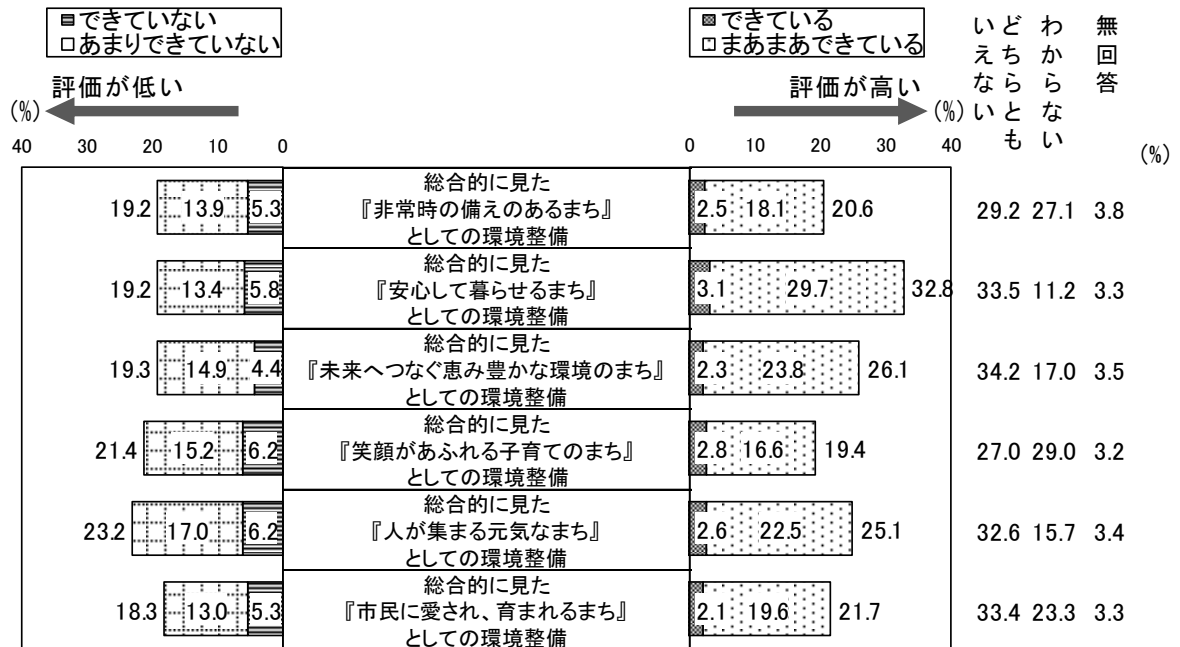 できていない
あまりできていない
できている
まあまあできている
どちらとも
いえない
わからない
無回答
評価が低い
評価が高い
(%)
(%)
(%)
40 30 20 10 0
0 10 20 30 40
総合的に見た
『非常時の備えのあるまち』
としての環境整備
19.2 13.9 5.3 2.5 18.1 20.6 29.2 27.1 3.8
総合的に見た
『安心して暮らせるまち』
としての環境整備
19.2 13.4 5.8 3.1 29.7 32.8 33.5 11.2 3.3
総合的に見た
『未来へつなぐ恵み豊かな環境のまち』
としての環境整備
19.3 14.9 4.4 2.3 23.8 26.1 34.2 17.0 3.5
総合的に見た
『笑顔があふれる子育てのまち』
としての環境整備
21.4 15.2 6.2 2.8 16.6 19.4 27.0 29.0 3.2
総合的に見た
『人が集まる元気なまち』
としての環境整備
23.2 17.0 6.2 2.6 22.5 25.1 32.6 15.7 3.4
総合的に見た
『市民に愛され、育まれるまち』
としての環境整備
18.3 13.0 5.3 2.1 19.6 21.7 33.4 23.3 3.3